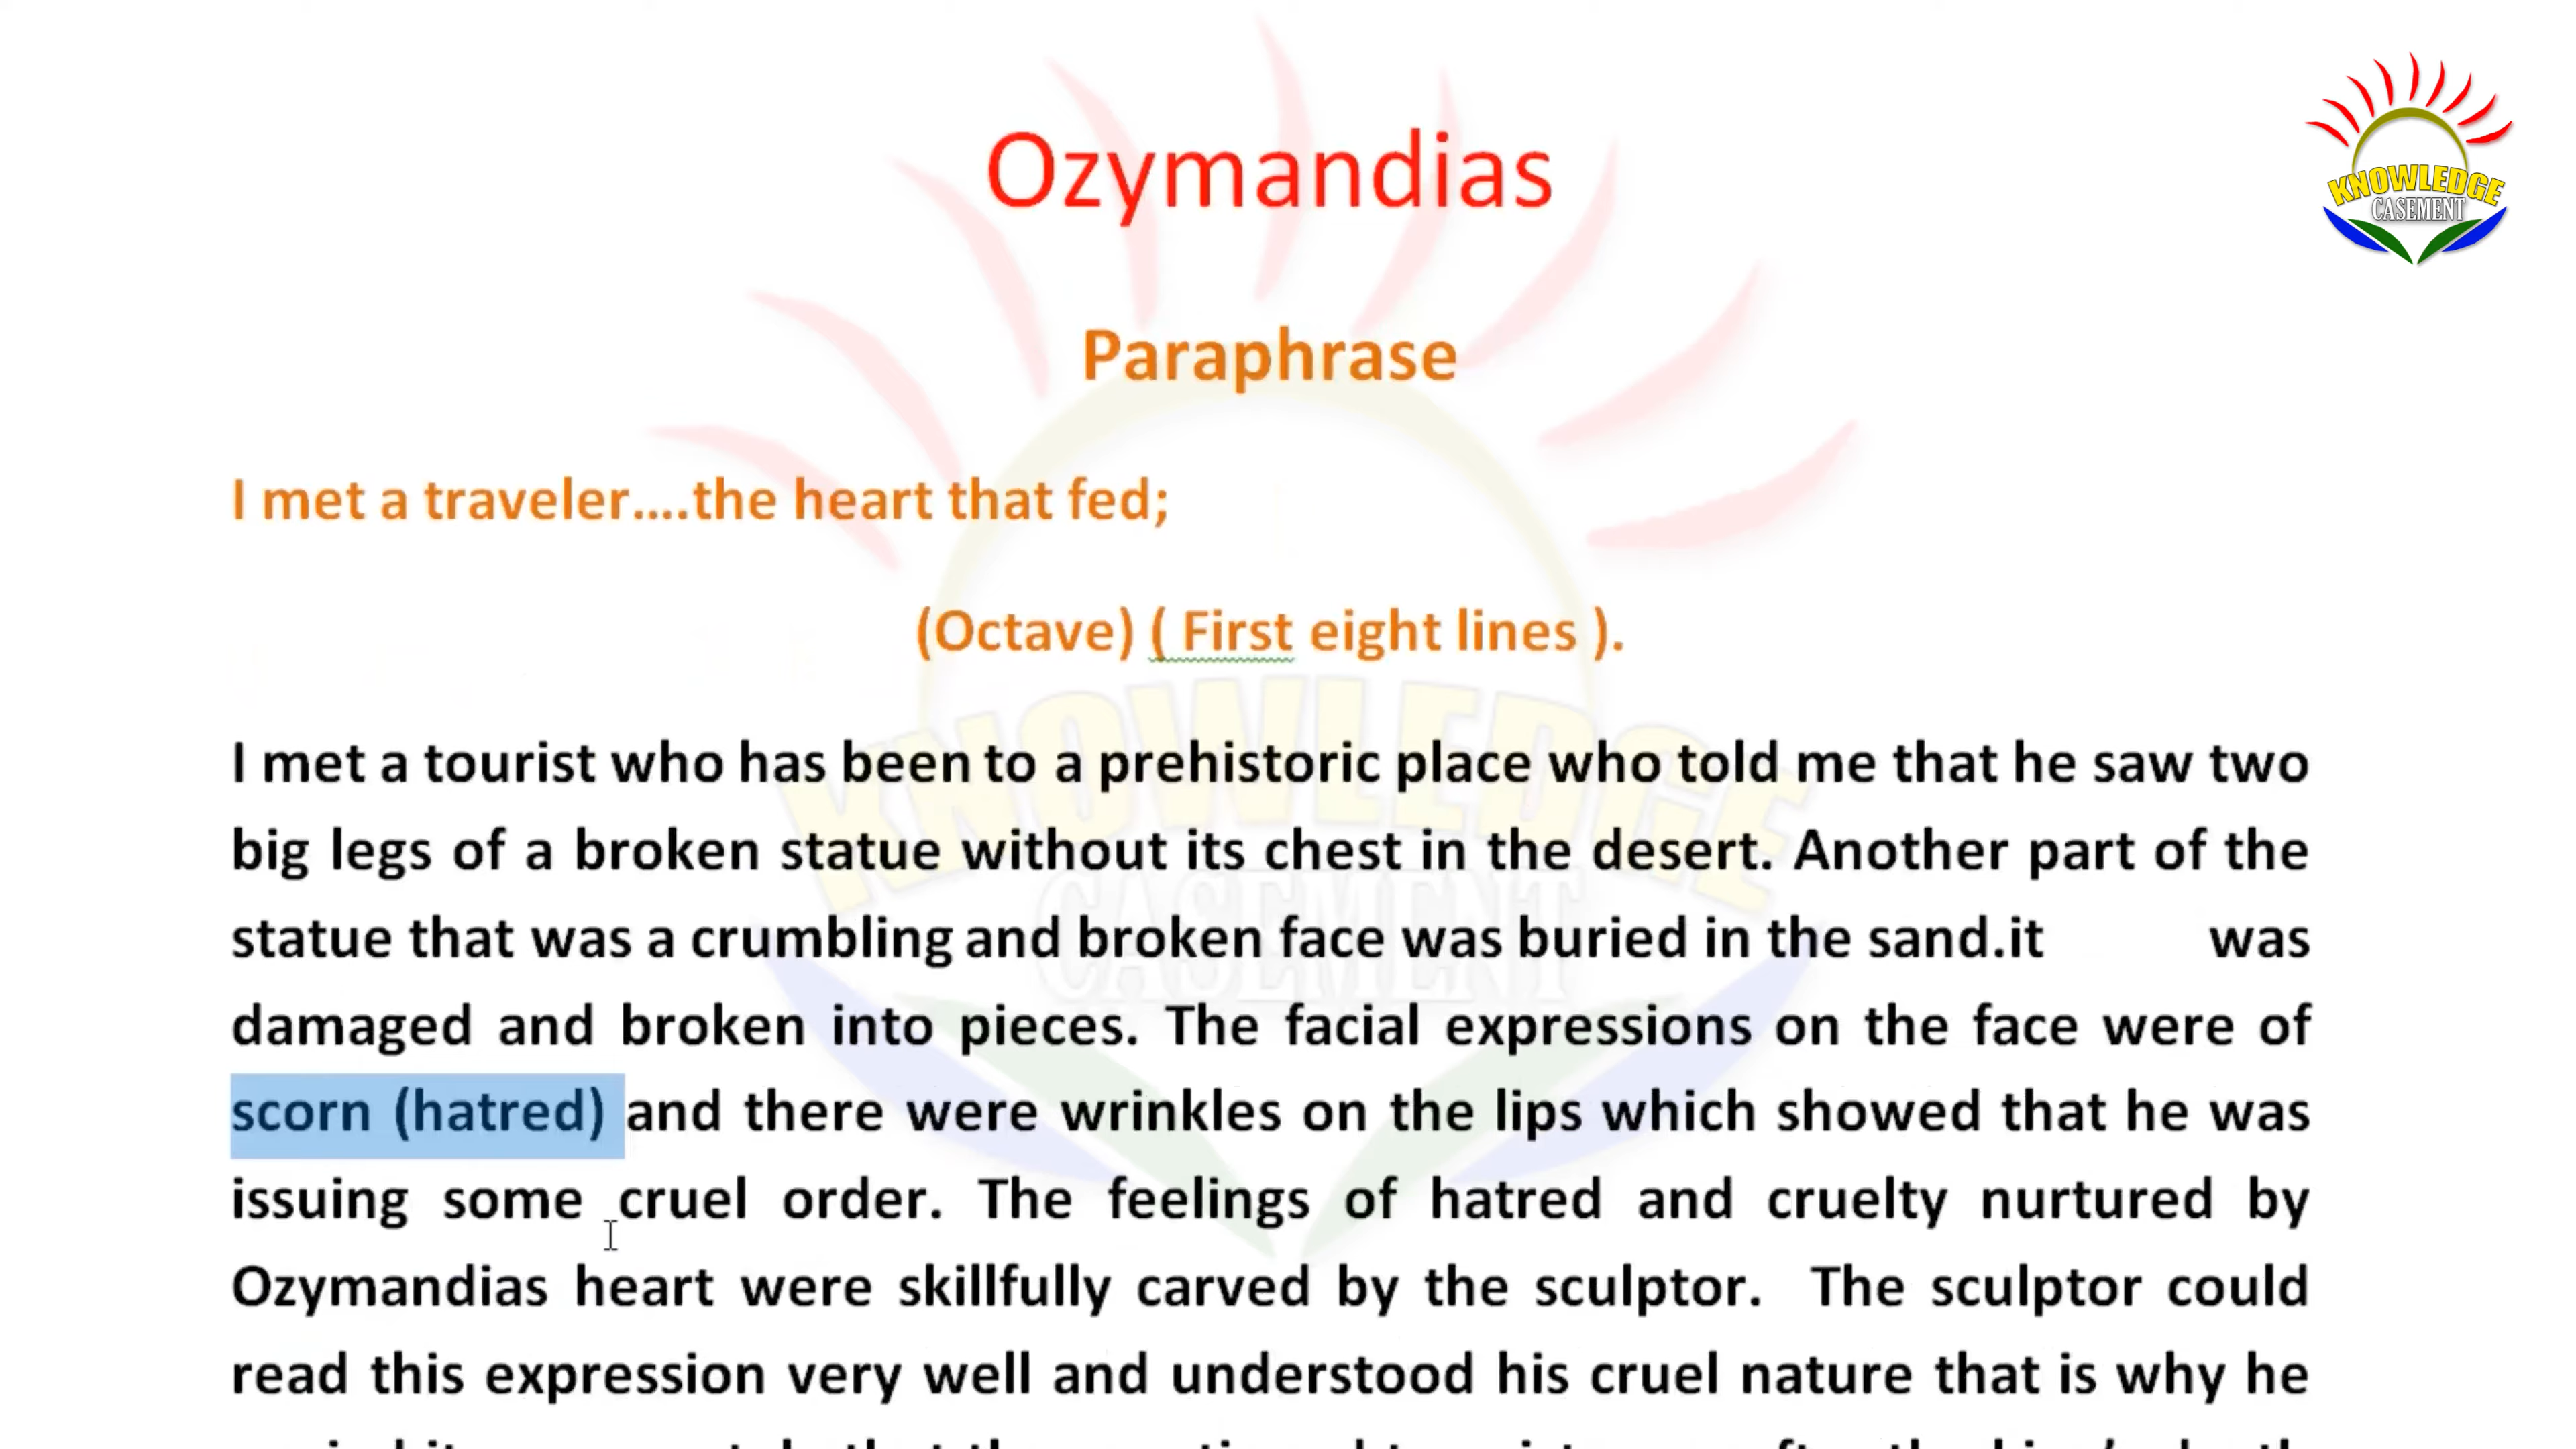 Ozymandias
KNOWLEDGE
CASEMENT
Paraphrase
I met a traveler....the heart that fed;
(Octave) ( First eight lines ).
I met a tourist who has been to a prehistoric place who told me that he saw two
big legs of a broken statue without its chest in the desert. Another part of the
statue that was a crumbling and broken face was buried in the sand.it was
damaged and broken into pieces. The facial expressions on the face were of
scorn (hatred) and there were wrinkles on the lips which showed that he was
issuing some cruel order. The feelings of hatred and cruelty nurtured by
Ozymandias heart were skillfully carved by the sculptor. The sculptor could
read this expression very well and understood his cruel nature that is why he
KNOWLEDGE
CASEMENT